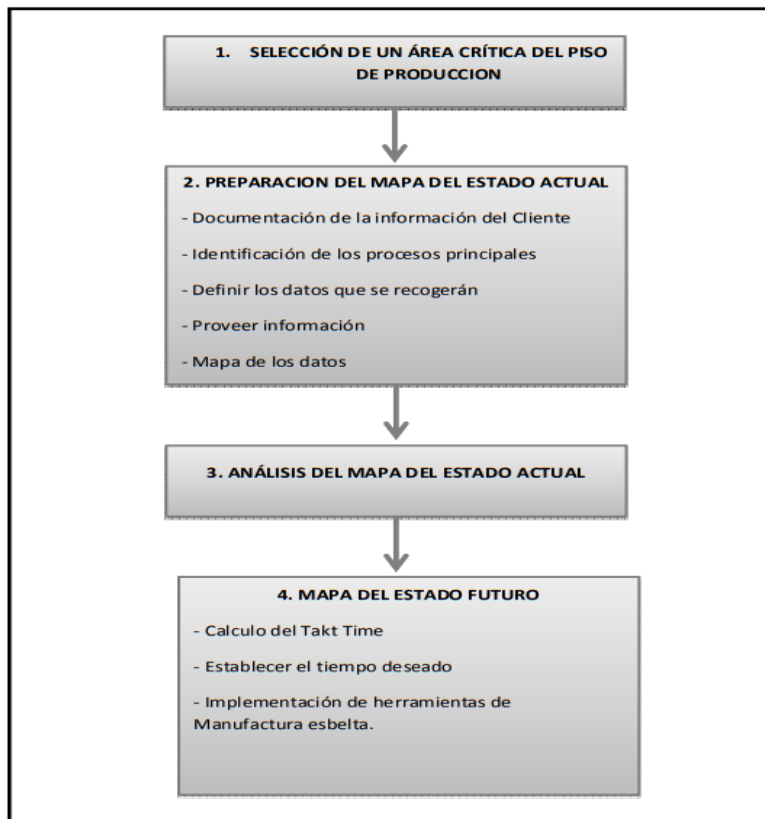 1. SELECCIÓN DE UN ÁREA CRÍTICA DEL PISO
DE PRODUCCION
2. PREPARACION DEL MAPA DEL ESTADO ACTUAL
- Documentación de la información del Cliente
- Identificación de los procesos principales
- Definir los datos que se recogerán
- Proveer información
- Mapa de los datos
3. ANÁLISIS DEL MAPA DEL ESTADO ACTUAL
4. MAPA DEL ESTADO FUTURO
- Calculo del Takt Time
- Establecer el tiempo deseado
- Implementación de herramientas de
Manufactura esbelta.